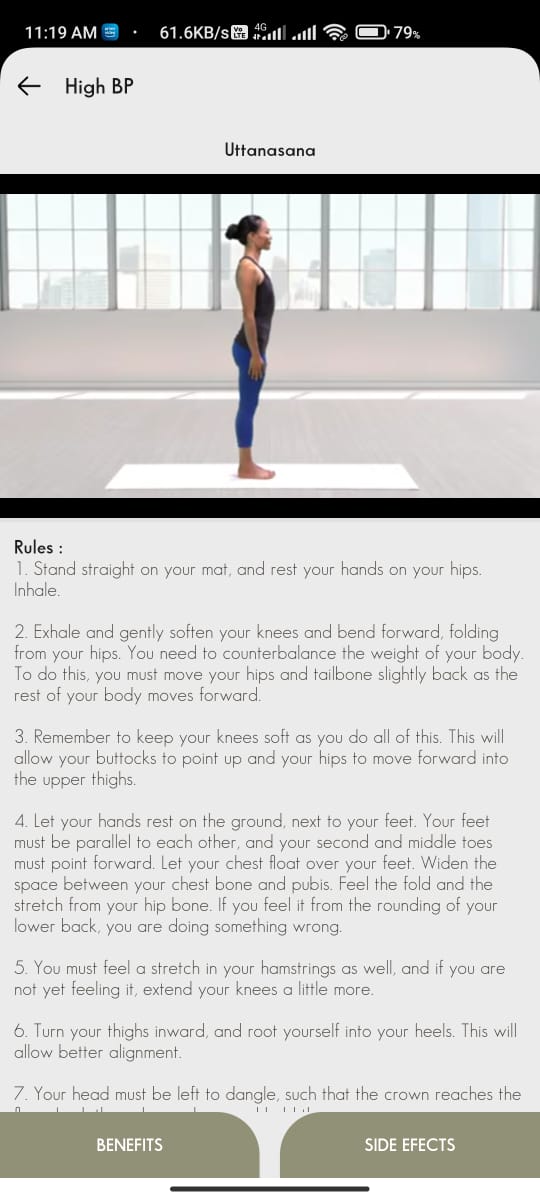 11:19 AM · 61.6KB/s Vo LTE 4G 79%
High BP
Uttanasana
Rules :
1. Stand straight on your mat, and rest your hands on your hips.
Inhale.
2. Exhale and gently soften your knees and bend forward, folding
from your hips. You need to counterbalance the weight of your body.
To do this, you must move your hips and tailbone slightly back as the
rest of your body moves forward.
3. Remember to keep your knees soft as you do all of this. This will
allow your buttocks to point up and your hips to move forward into
the upper thighs.
4. Let your hands rest on the ground, next to your feet. Your feet
must be parallel to each other, and your second and middle toes
must point forward. Let your chest float over your feet. Widen the
space between your chest bone and pubis. Feel the fold and the
stretch from your hip bone. If you feel it from the rounding of your
lower back, you are doing something wrong.
5. You must feel a stretch in your hamstrings as well, and if you are
not yet feeling it, extend your knees a little more.
6. Turn your thighs inward, and root yourself into your heels. This will
allow better alignment.
7. Your head must be left to dangle, such that the crown reaches the
BENEFITS
SIDE EFECTS